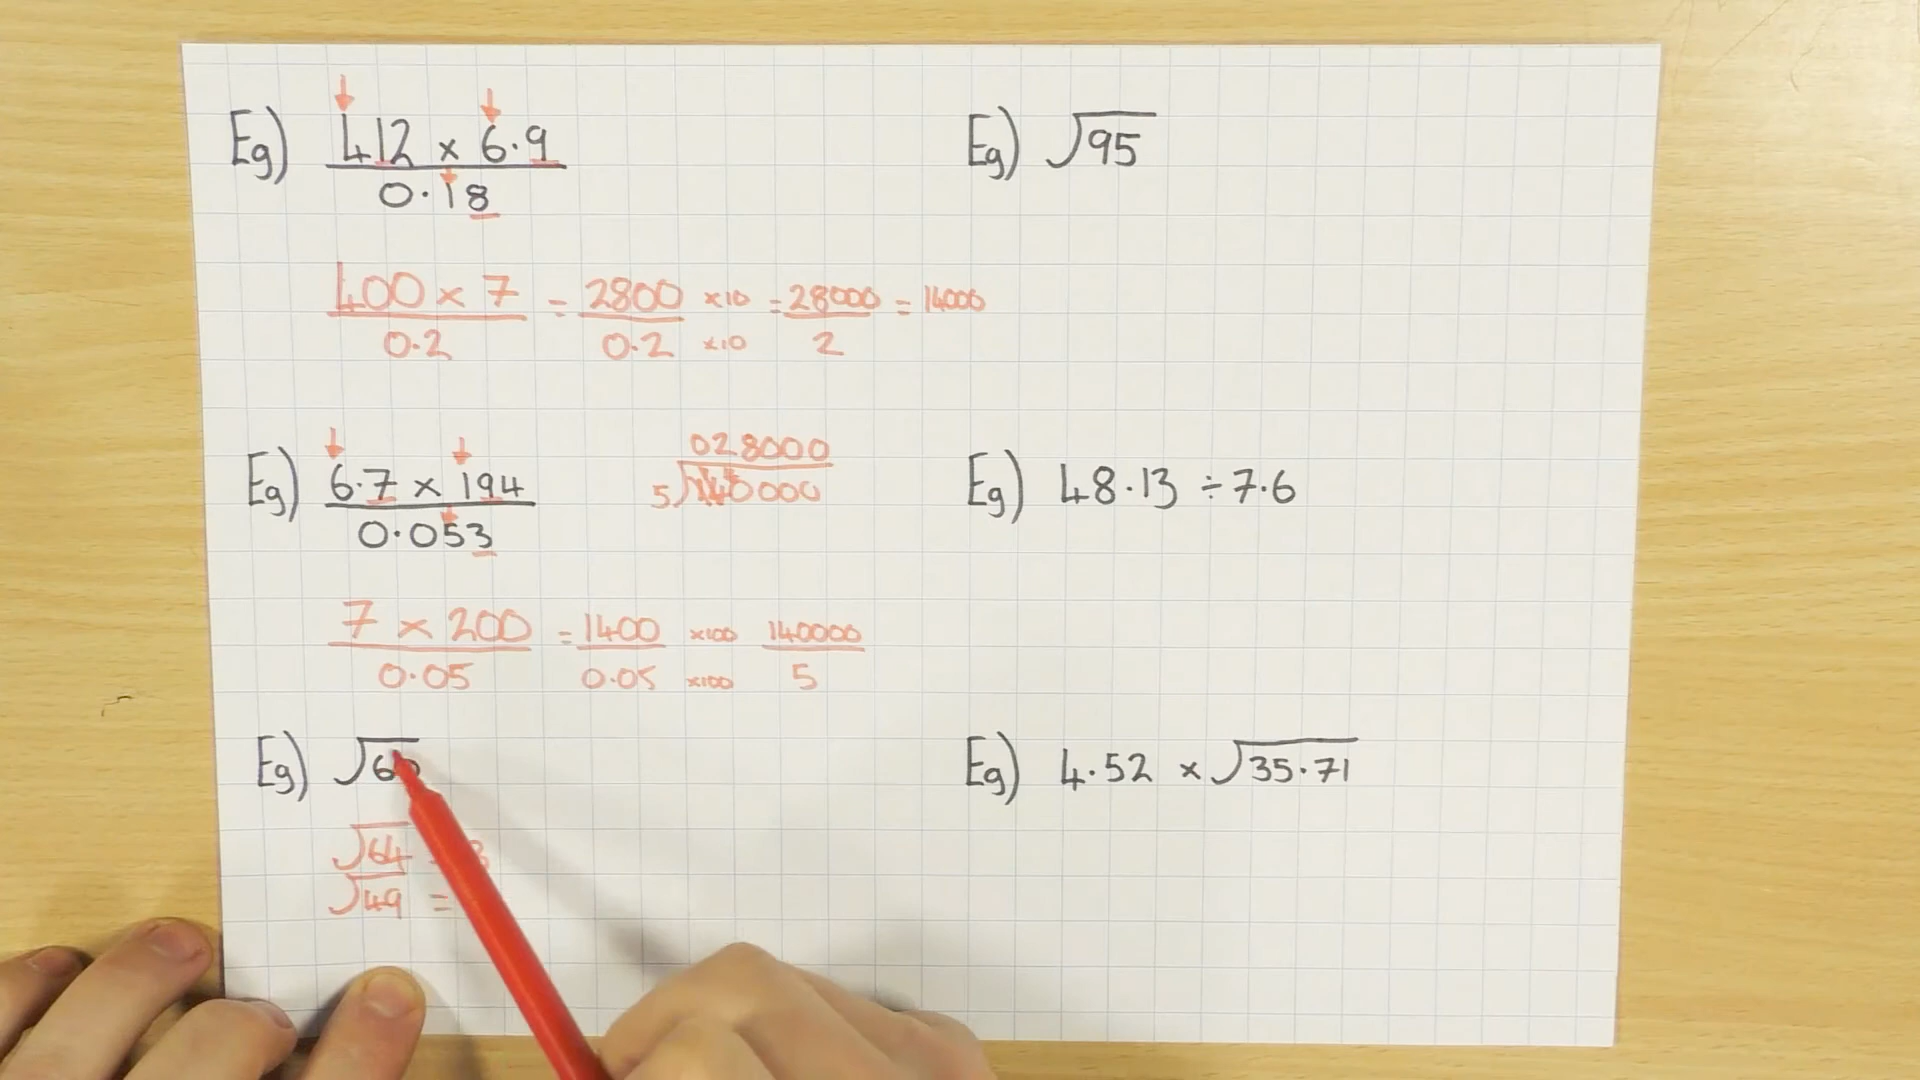 Eg) 412 × 6.9
0.18
400 × 7 = 2800 ×10 = 28000 = 14000
0.2 0.2 ×10 2
Eg) 6.7 × 194
0.053
028000
5 140000
7 × 200 = 1400 ×100 140000
0.05 0.05 ×100 5
Eg)
√64
√49 =
Eg) √95
Eg) 48.13 ÷ 7.6
Eg) 4.52 × √35.71